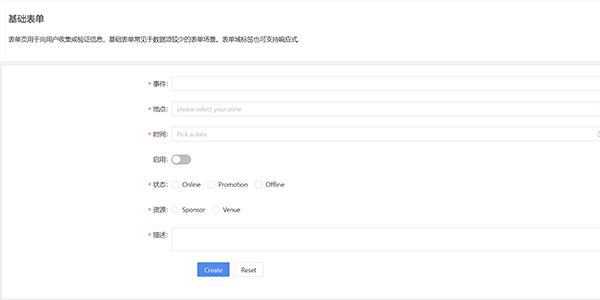 基础表单
表单页用于向用户收集或验证信息，基础表单常见于数据项较少的表单场景。表单域标签也可支持响应式.
* 事件:
* 地点: please select your zone
* 时间: Pick a date
启用:
* 状态: Online Promotion Offline
* 资源: Sponsor Venue
* 描述:
Create Reset